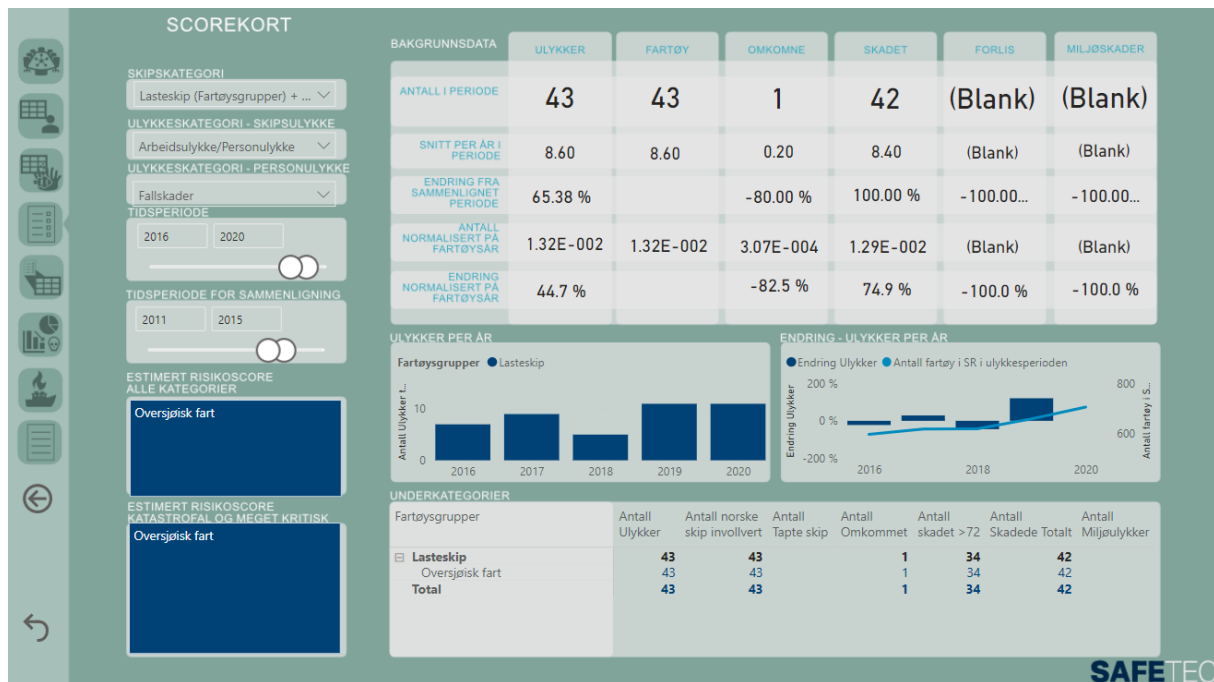 SCOREKORT
SKIPSKATEGORI
Lasteskip (Fartøysgrupper) + ...
ULYKKESKATEGORI - SKIPSULYKKE
Arbeidsulykke/Personulykke
ULYKKESKATEGORI - PERSONULYKKE
Fallskader
TIDSPERIODE
2016 2020
TIDSPERIODE FOR SAMMENLIGNING
2011 2015
ESTIMERT RISIKOSCORE
ALLE KATEGORIER
Oversjøisk fart
ESTIMERT RISIKOSCORE
KATASTROFAL OG MEGET KRITISK
Oversjøisk fart
BAKGRUNNSDATA ULYKKER FARTØY OMKOMNE SKADET FORLIS MILJØSKADER
ANTALL I PERIODE 43 43 1 42 (Blank) (Blank)
SNITT PER ÅR I
PERIODE 8.60 8.60 0.20 8.40 (Blank) (Blank)
ENDRING FRA
SAMMENLIGNET
PERIODE 65.38 % -80.00 % 100.00 % -100.00... -100.00...
ANTALL
NORMALISERT PÅ
FARTØYSÅR 1.32E-002 1.32E-002 3.07E-004 1.29E-002 (Blank) (Blank)
ENDRING
NORMALISERT PÅ
FARTØYSÅR 44.7 % -82.5 % 74.9 % -100.0 % -100.0 %
ULYKKER PER ÅR
Fartøysgrupper Lasteskip
Antall Ulykker t...
10
0
2016 2017 2018 2019 2020
ENDRING - ULYKKER PER ÅR
Endring Ulykker Antall fartøy i SR i ulykkesperioden
Endring Ulykker
200 %
0 %
-200 %
800
600
Antall fartøy i S...
2016 2018 2020
UNDERKATEGORIER
Fartøysgrupper Antall Antall norske Antall Antall Antall Antall Antall
Ulykker skip involvert Tapte skip Omkommet skadet >72 Skadede Totalt Miljøulykker
Lasteskip 43 43 1 34 42
Oversjøisk fart 43 43 1 34 42
Total 43 43 1 34 42
SAFETEC